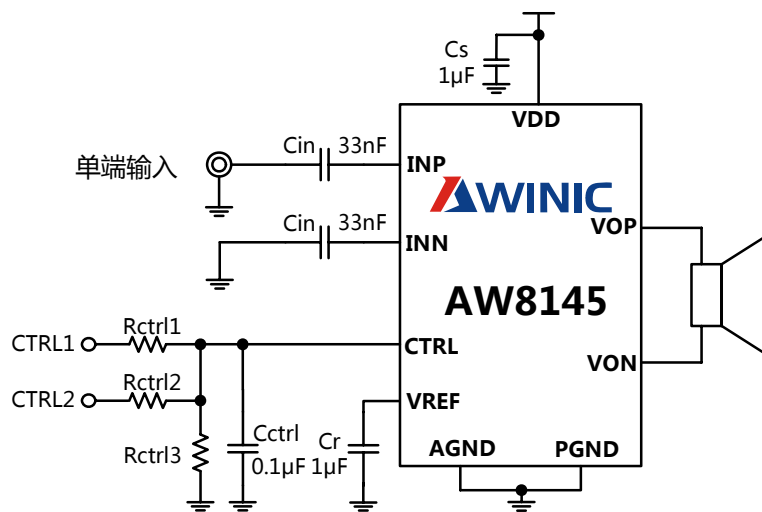 Cs
1μF
VDD
Cin 33nF
单端输入
INP
AWINIC
Cin 33nF
INN
VOP
AW8145
Rctrl1
CTRL1
CTRL
VON
Rctrl2
CTRL2
VREF
Cctrl
Cr
Rctrl3
0.1μF
1μF
AGND
PGND